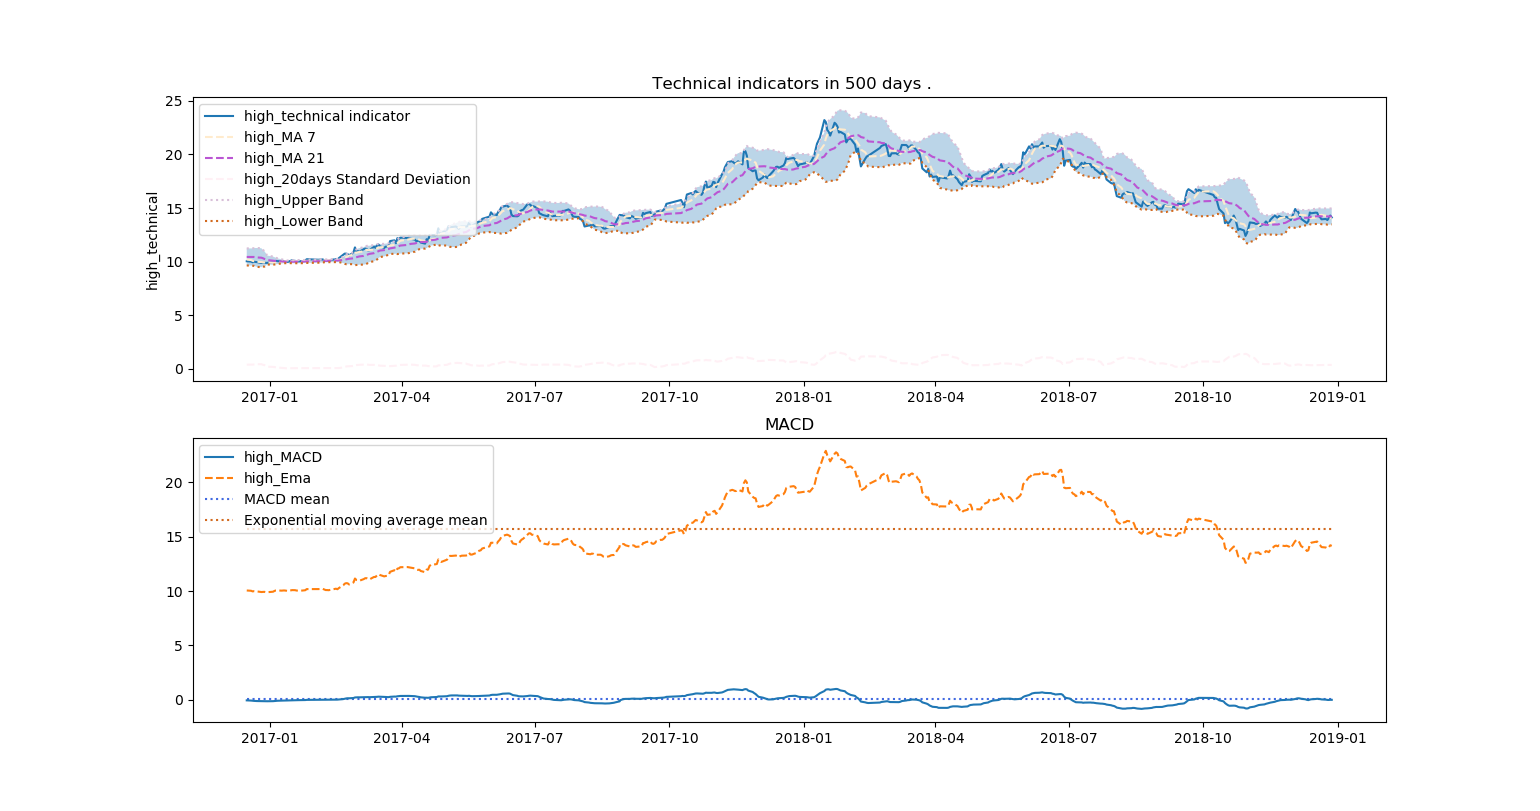 Technical indicators in 500 days .
high_technical
25
20
15
10
5
0
high_technical indicator
high_MA 7
high_MA 21
high_20days Standard Deviation
high_Upper Band
high_Lower Band
2017-01 2017-04 2017-07 2017-10 2018-01 2018-04 2018-07 2018-10 2019-01
MACD
20
15
10
5
0
high_MACD
high_Ema
MACD mean
Exponential moving average mean
2017-01 2017-04 2017-07 2017-10 2018-01 2018-04 2018-07 2018-10 2019-01